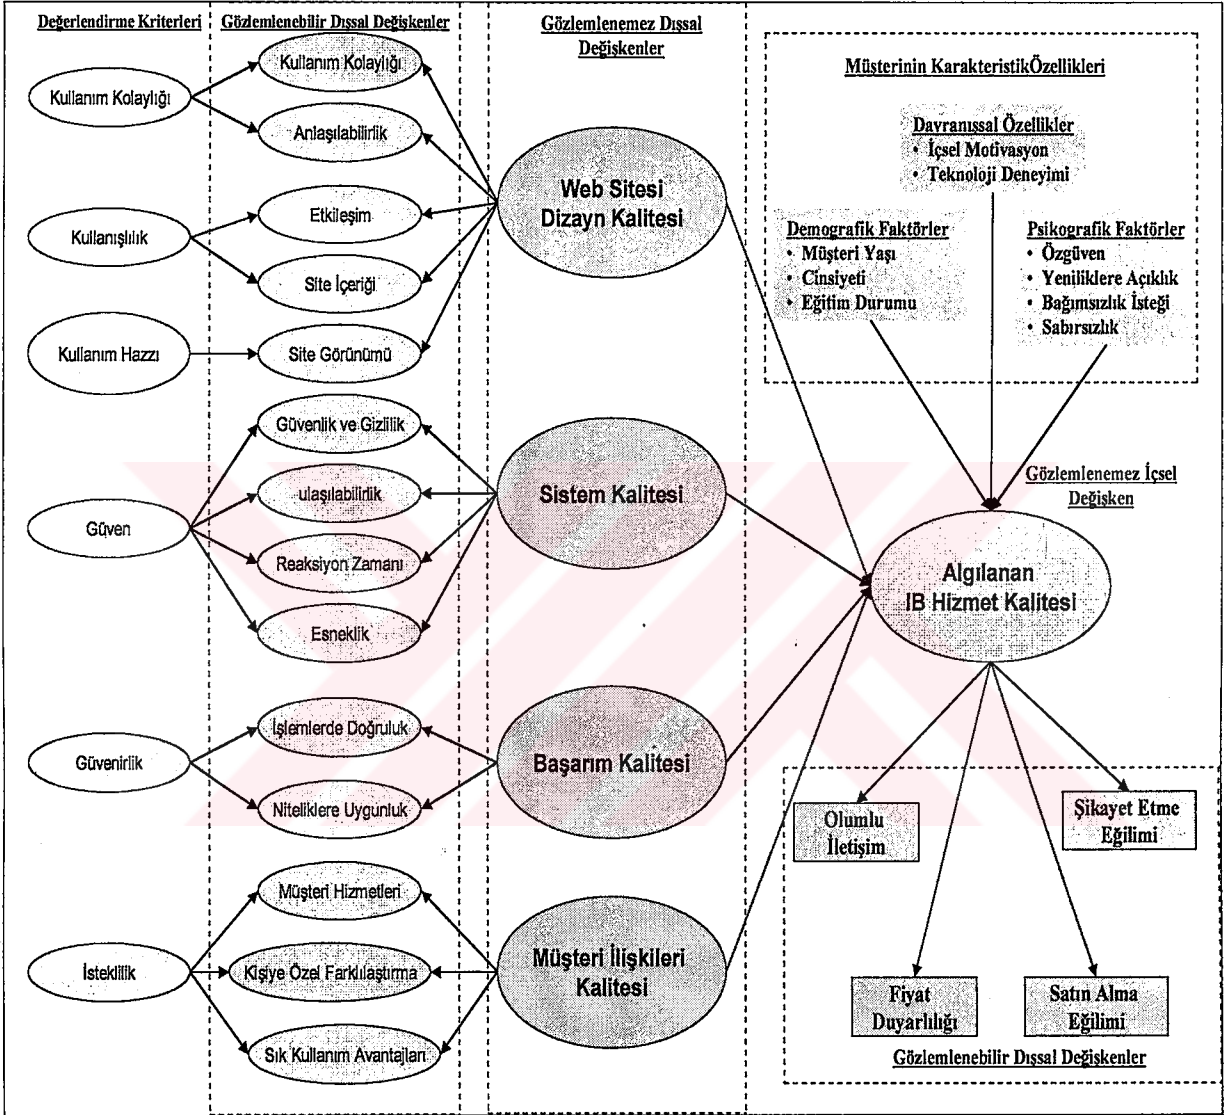 Değerlendirme Kriterleri
Kullanım Kolaylığı
Kullanışlılık
Kullanım Hazzı
Güven
Güvenirlik
İsteklilik
Gözlemlenebilir Dışsal Değişkenler
Kullanım Kolaylığı
Anlaşılabilirlik
Etkileşim
Site İçeriği
Site Görünümü
Güvenlik ve Gizlilik
ulaşılabilirlik
Reaksiyon Zamanı
Esneklik
İşlemlerde Doğruluk
Niteliklere Uygunluk
Müşteri Hizmetleri
Kişiye Özel Farklılaştırma
Sık Kullanım Avantajları
Gözlemlenemez Dışsal
Değişkenler
Web Sitesi
Dizayn Kalitesi
Sistem Kalitesi
Başarım Kalitesi
Müşteri İlişkileri
Kalitesi
Müşterinin KarakteristikÖzellikleri
Davranışsal Özellikler
• İçsel Motivasyon
• Teknoloji Deneyimi
Demografik Faktörler
• Müşteri Yaşı
• Cinsiyeti
• Eğitim Durumu
Psikografik Faktörler
• Özgüven
• Yeniliklere Açıklık
• Bağımsızlık İsteği
• Sabırsızlık
Gözlemlenemez İçsel
Değişken
Algılanan
IB Hizmet Kalitesi
Olumlu
İletişim
Şikayet Etme
Eğilimi
Fiyat
Duyarlılığı
Satın Alma
Eğilimi
Gözlemlenebilir Dışsal Değişkenler